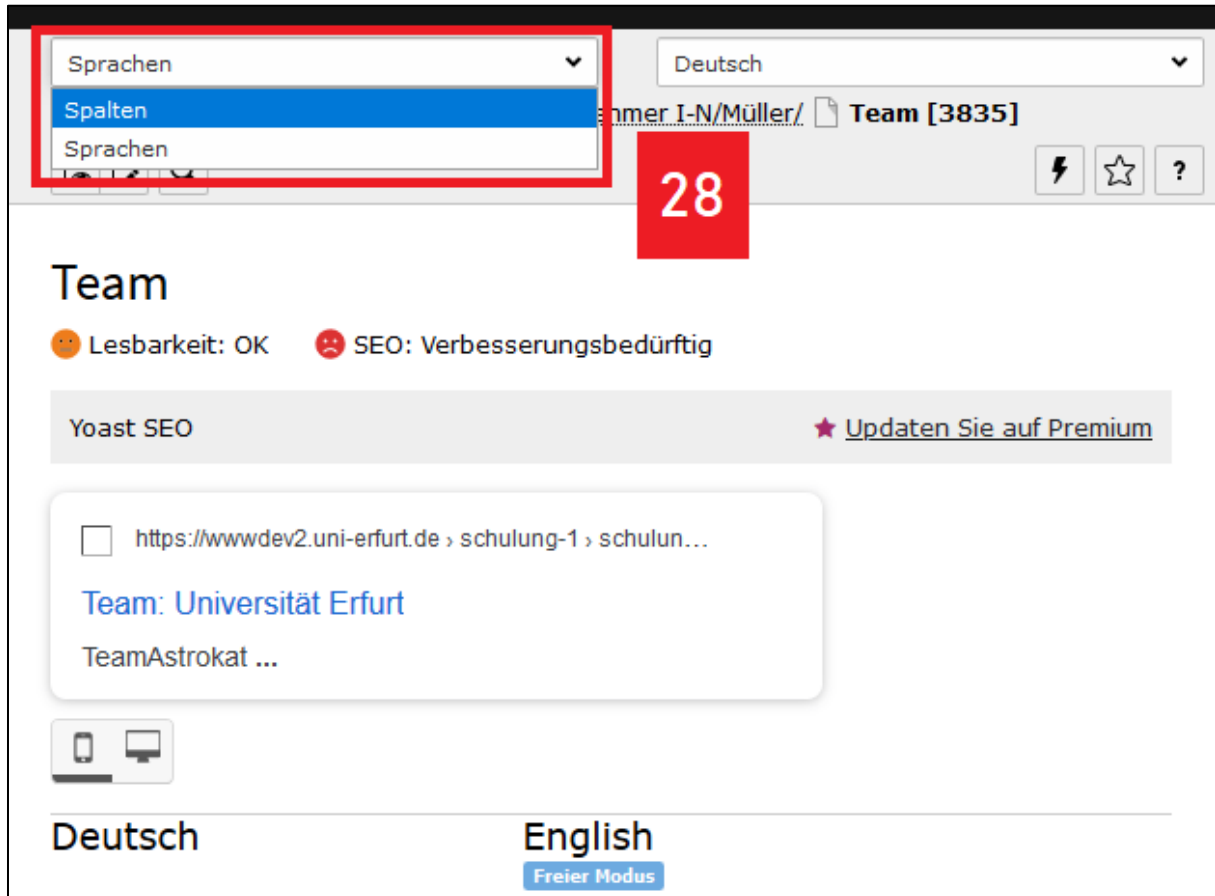 Sprachen
Deutsch
Spalten
Sprachen
I-N/Müller/ Team [3835]
28
?
Team
Lesbarkeit: OK SEO: Verbesserungsbedürftig
Yoast SEO
Updaten Sie auf Premium
https://wwwdev2.uni-erfurt.de › schulung-1 › schulun…
Team: Universität Erfurt
TeamAstrokat ...
Deutsch
English
Freier Modus